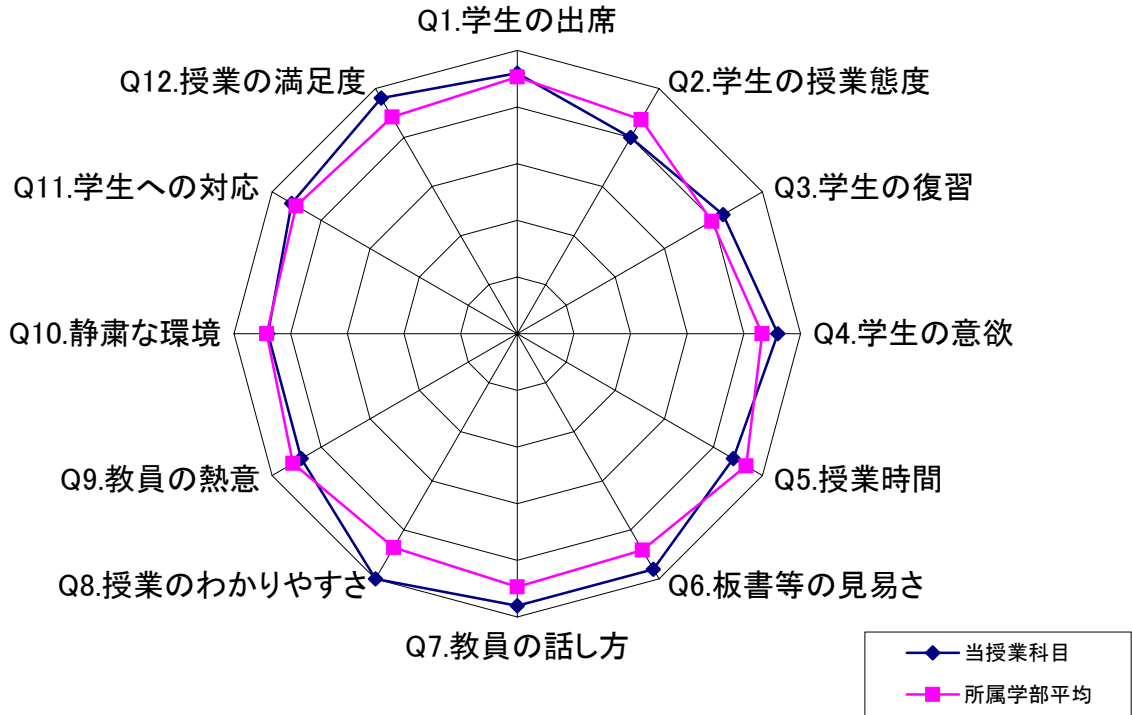 Q1.学生の出席
Q2.学生の授業態度
Q3.学生の復習
Q4.学生の意欲
Q5.授業時間
Q6.板書等の見易さ
Q7.教員の話し方
Q8.授業のわかりやすさ
Q9.教員の熱意
Q10.静粛な環境
Q11.学生への対応
Q12.授業の満足度
当授業科目
所属学部平均